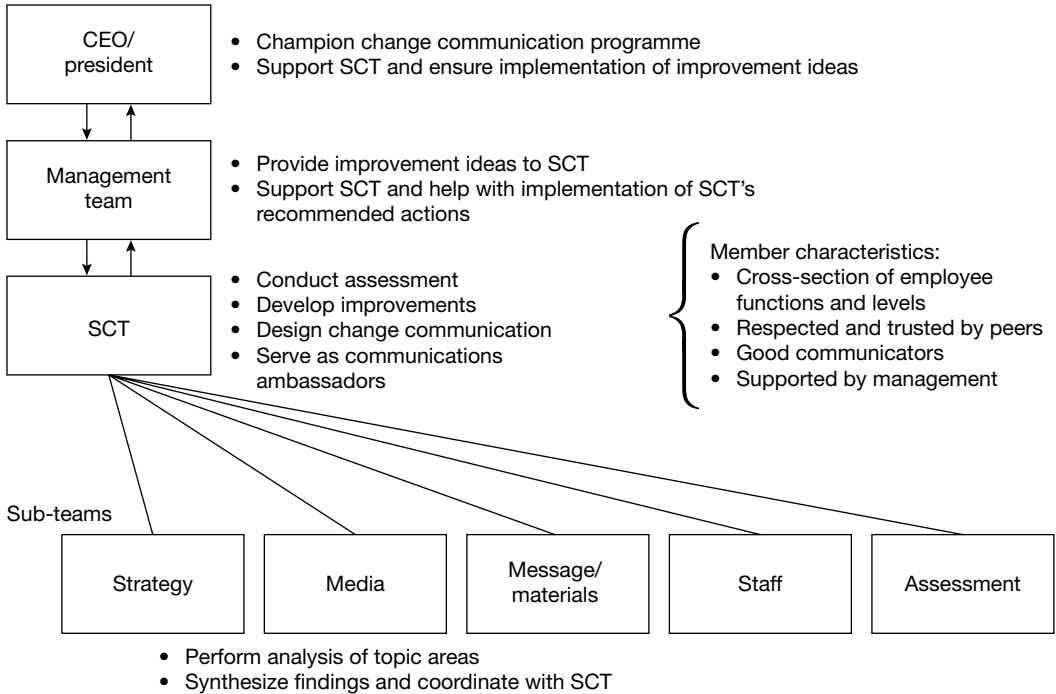 CEO/
president
• Champion change communication programme
• Support SCT and ensure implementation of improvement ideas
Management
team
• Provide improvement ideas to SCT
• Support SCT and help with implementation of SCT’s
recommended actions
SCT
• Conduct assessment
• Develop improvements
• Design change communication
• Serve as communications
ambassadors
Member characteristics:
• Cross-section of employee
functions and levels
• Respected and trusted by peers
• Good communicators
• Supported by management
Sub-teams
Strategy
Media
Message/
materials
Staff
Assessment
• Perform analysis of topic areas
• Synthesize findings and coordinate with SCT